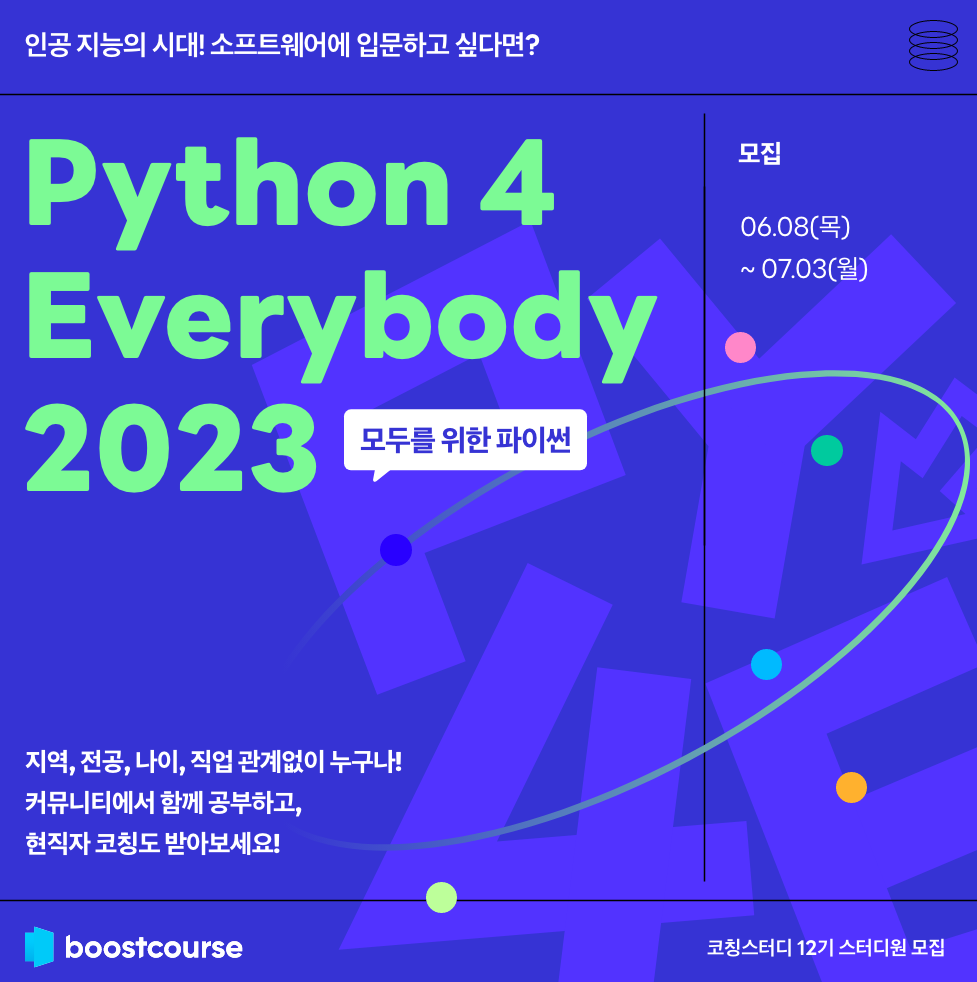 인공 지능의 시대! 소프트웨어에 입문하고 싶다면?
Python 4
Everybody
2023
모두를 위한 파이썬
모집
06.08(목)
~ 07.03(월)
지역, 전공, 나이, 직업 관계없이 누구나!
커뮤니티에서 함께 공부하고,
현직자 코칭도 받아보세요!
boostcourse
코칭스터디 12기 스터디원 모집